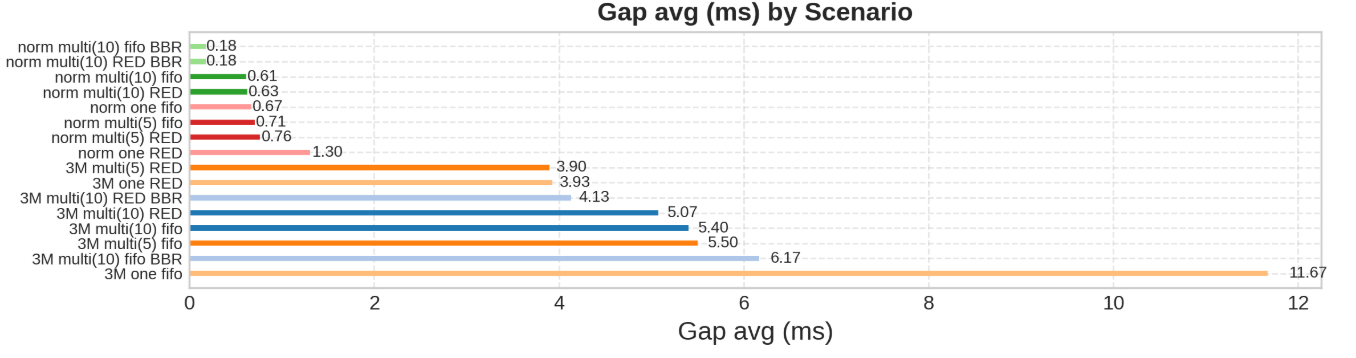 Gap avg (ms) by Scenario
norm multi(10) fifo BBR 0.18
norm multi(10) RED BBR 0.18
norm multi(10) fifo 0.61
norm multi(10) RED 0.63
norm one fifo 0.67
norm multi(5) fifo 0.71
norm multi(5) RED 0.76
norm one RED 1.30
3M multi(5) RED 3.90
3M one RED 3.93
3M multi(10) RED BBR 4.13
3M multi(10) RED 5.07
3M multi(10) fifo 5.40
3M multi(5) fifo 5.50
3M multi(10) fifo BBR 6.17
3M one fifo 11.67
0 2 4 6 8 10 12
Gap avg (ms)